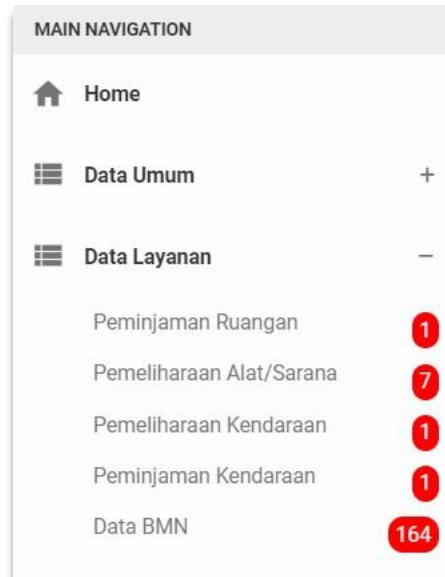 MAIN NAVIGATION
Home
Data Umum +
Data Layanan −
Peminjaman Ruangan 1
Pemeliharaan Alat/Sarana 7
Pemeliharaan Kendaraan 1
Peminjaman Kendaraan 1
Data BMN 164